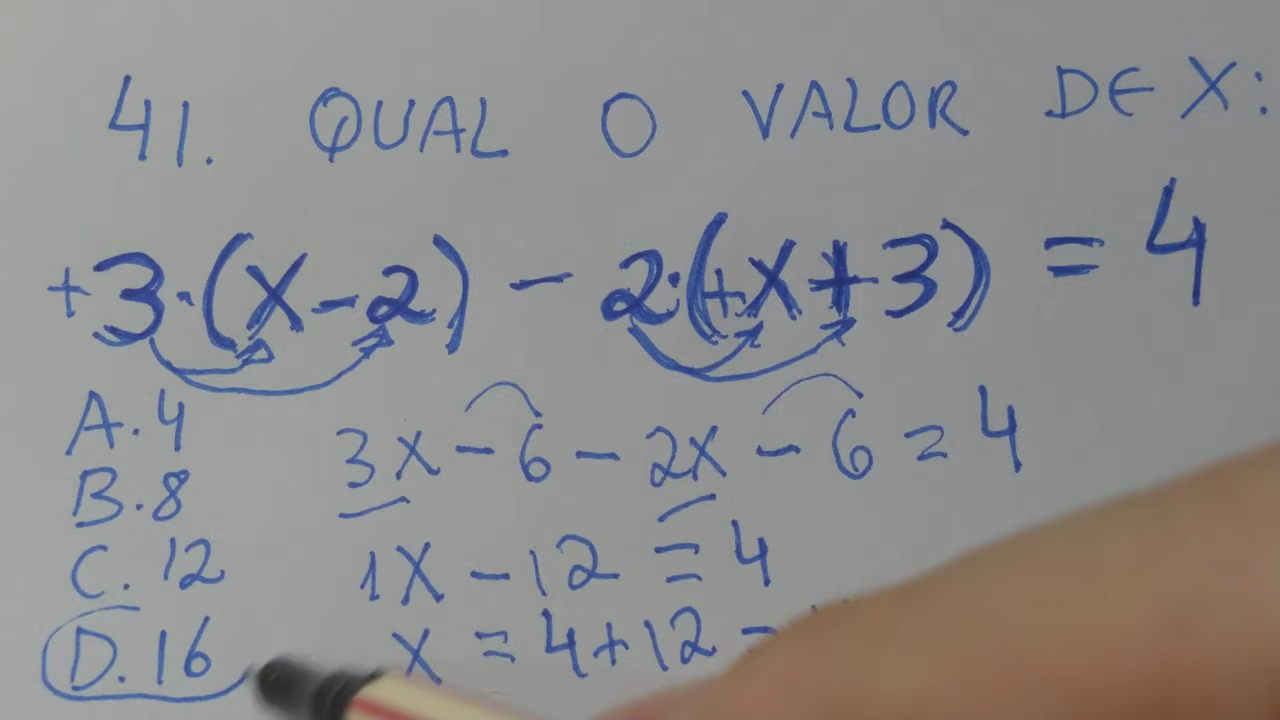 41. QUAL O VALOR DE X:
+3·(X-2) - 2·(+X+3) = 4
A. 4
3X - 6 - 2X - 6 = 4
B. 8
C. 12
1X - 12 = 4
D. 16
X = 4+12 =